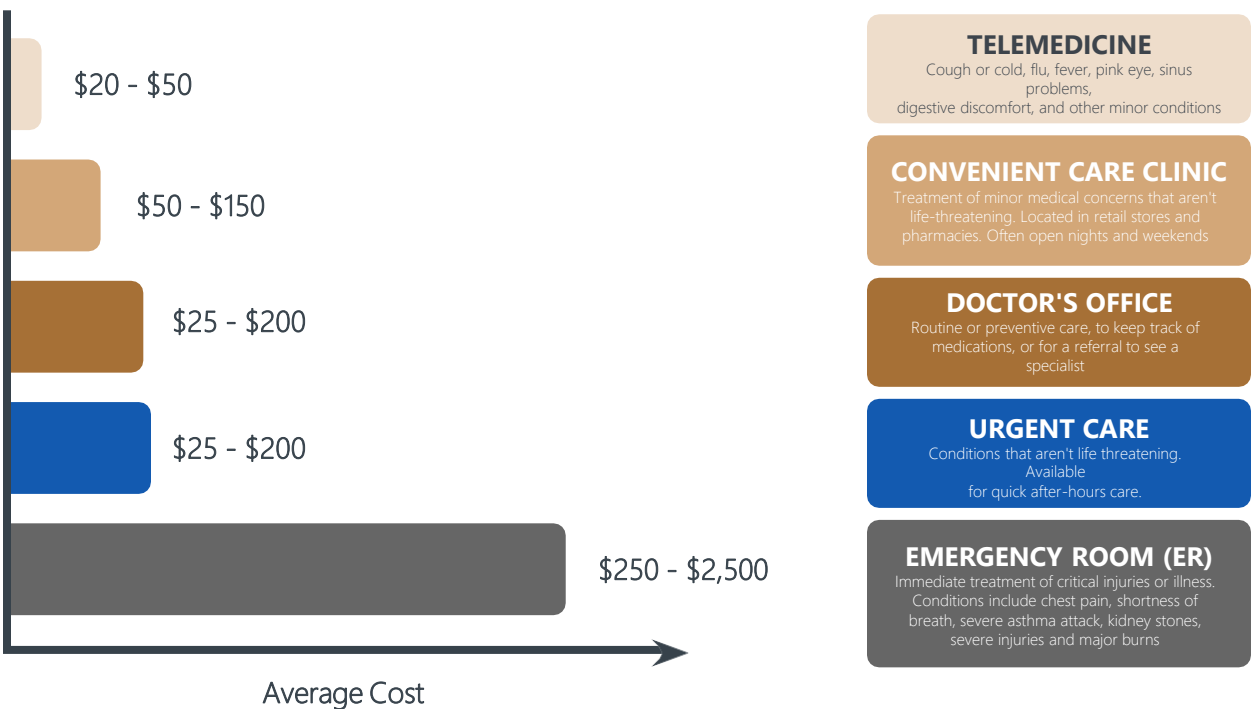 $20 - $50
TELEMEDICINE
Cough or cold, flu, fever, pink eye, sinus
problems,
digestive discomfort, and other minor conditions
$50 - $150
CONVENIENT CARE CLINIC
Treatment of minor medical concerns that aren't
life-threatening. Located in retail stores and
pharmacies. Often open nights and weekends
$25 - $200
DOCTOR'S OFFICE
Routine or preventive care, to keep track of
medications, or for a referral to see a
specialist
$25 - $200
URGENT CARE
Conditions that aren't life threatening.
Available
for quick after-hours care.
$250 - $2,500
EMERGENCY ROOM (ER)
Immediate treatment of critical injuries or illness.
Conditions include chest pain, shortness of
breath, severe asthma attack, kidney stones,
severe injuries and major burns
Average Cost